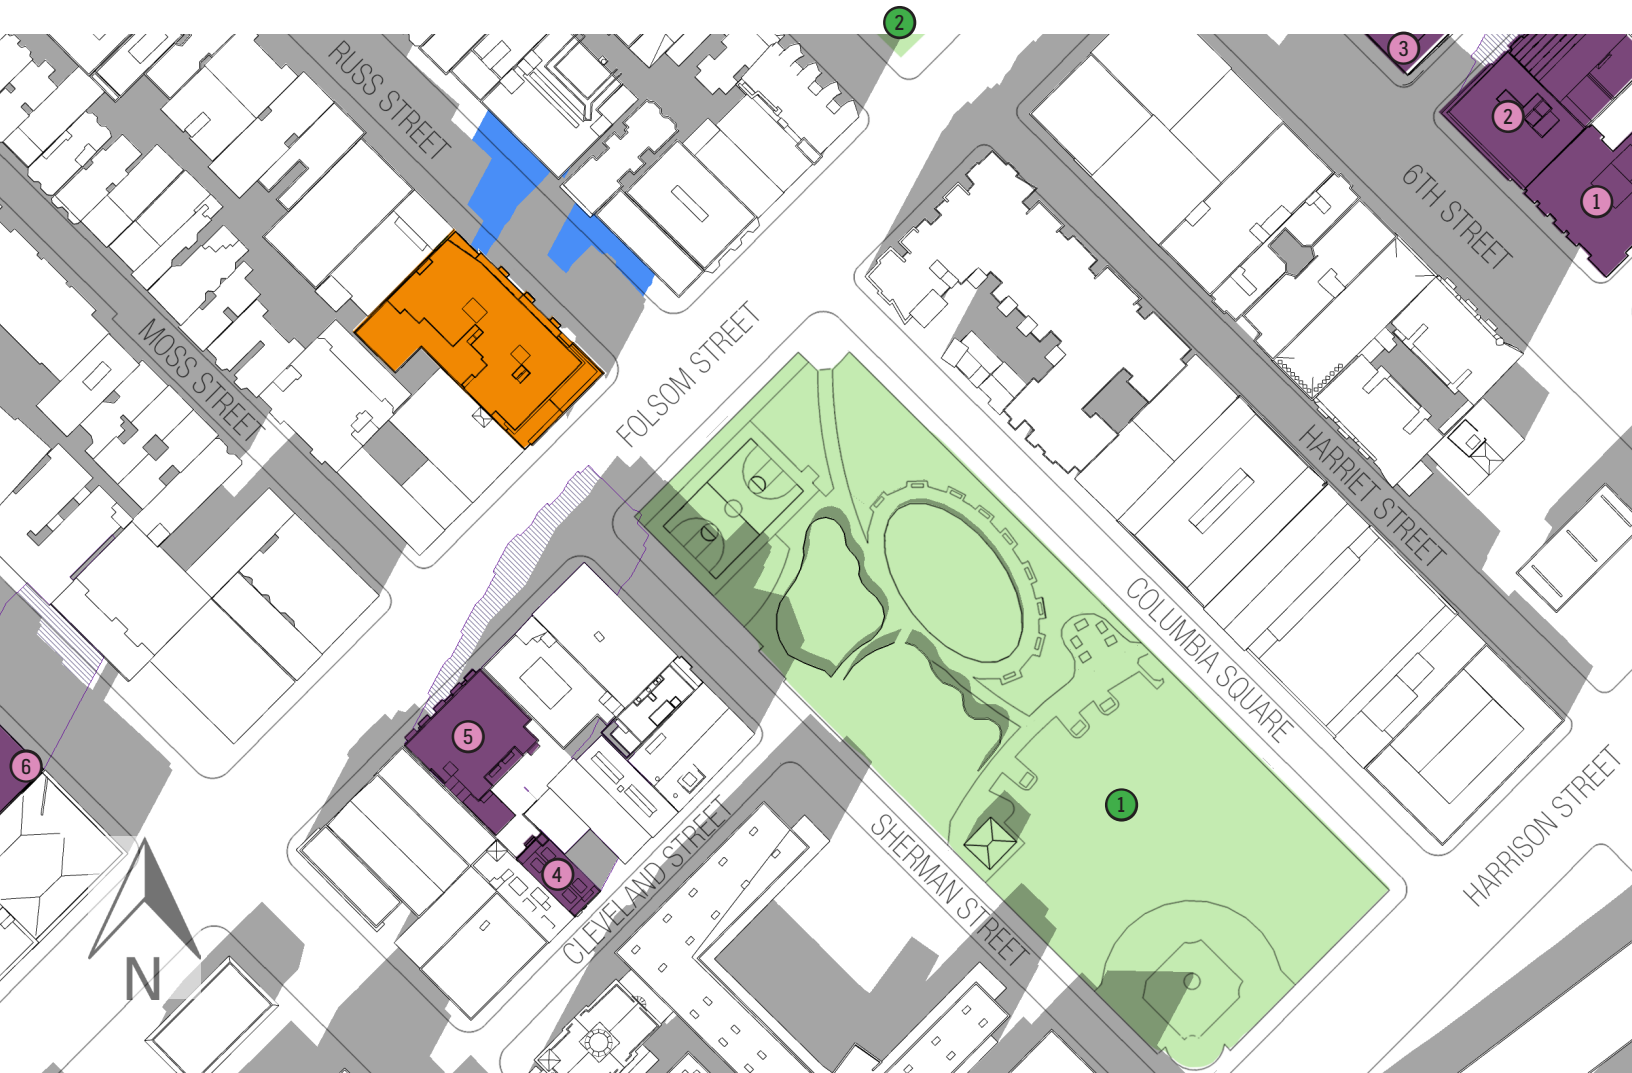 2
3
RUSS STREET
2
6TH STREET
1
MOSS STREET
FOLSOM STREET
HARRIET STREET
COLUMBIA SQUARE
5
6
1
HARRISON STREET
4
CLEVELAND STREET
SHERMAN STREET
N